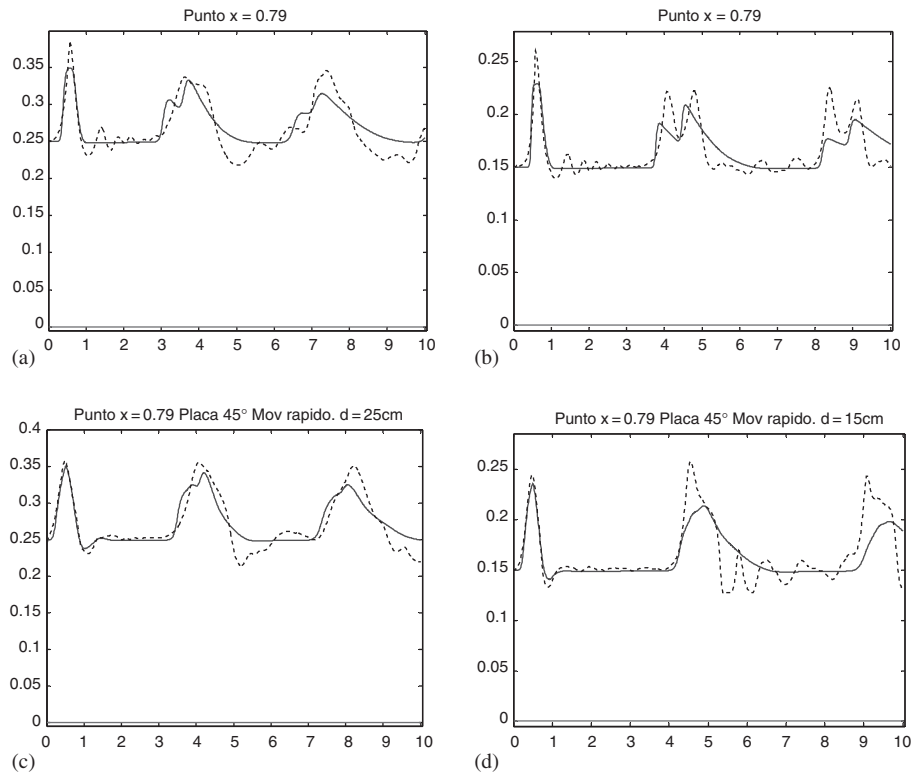 Punto x = 0.79
0.35
0.3
0.25
0.2
0.15
0.1
0.05
0
0 1 2 3 4 5 6 7 8 9 10
(a)
Punto x = 0.79
0.25
0.2
0.15
0.1
0.05
0
0 1 2 3 4 5 6 7 8 9 10
(b)
Punto x = 0.79 Placa 45° Mov rapido. d = 25cm
0.4
0.35
0.3
0.25
0.2
0.15
0.1
0.05
0
0 1 2 3 4 5 6 7 8 9 10
(c)
Punto x = 0.79 Placa 45° Mov rapido. d = 15cm
0.25
0.2
0.15
0.1
0.05
0
0 1 2 3 4 5 6 7 8 9 10
(d)